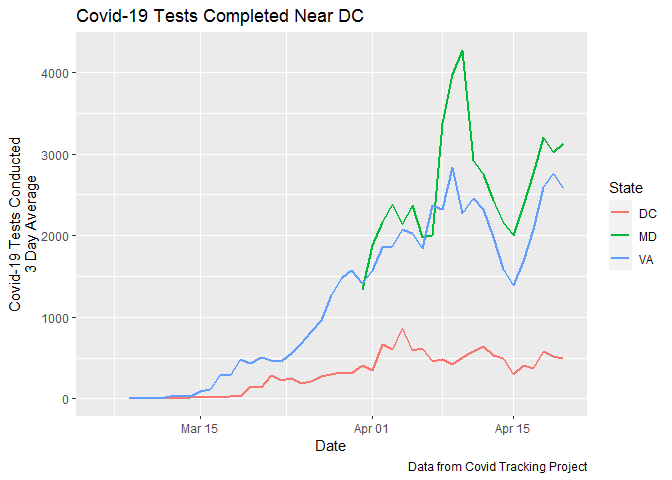 Covid-19 Tests Completed Near DC
Covid-19 Tests Conducted
3 Day Average
4000
3000
2000
1000
0
Mar 15
Apr 01
Apr 15
Date
State
DC
MD
VA
Data from Covid Tracking Project